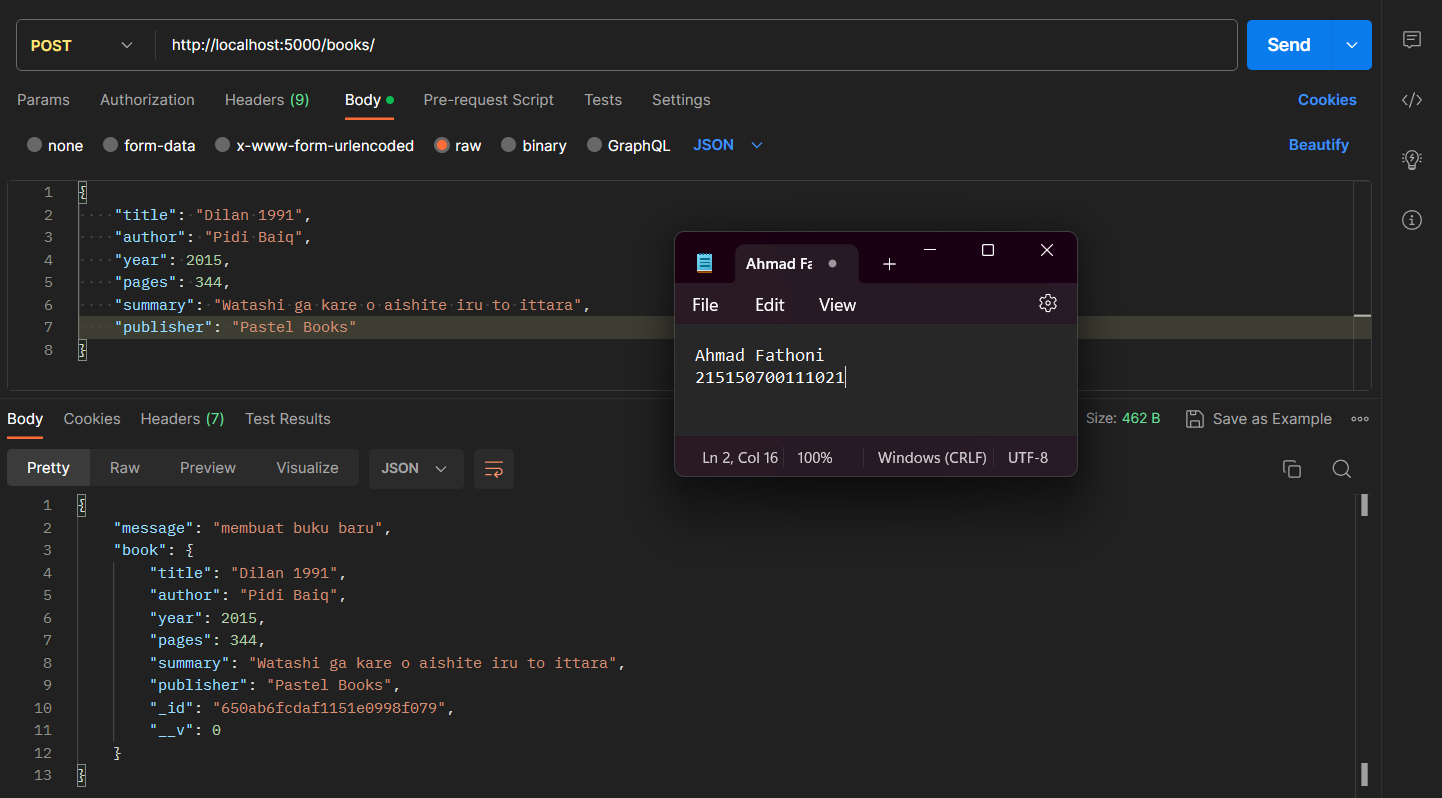 POST http://localhost:5000/books/ Send
Params Authorization Headers (9) Body Pre-request Script Tests Settings Cookies
none form-data x-www-form-urlencoded raw binary GraphQL JSON Beautify
1 {
2 "title": "Dilan 1991",
3 "author": "Pidi Baiq",
4 "year": 2015,
5 "pages": 344,
6 "summary": "Watashi ga kare o aishite iru to ittara",
7 "publisher": "Pastel Books"
8 }
Ahmad Fa
File Edit View
Ahmad Fathoni
215150700111021
Ln 2, Col 16 100% Windows (CRLF) UTF-8
Body Cookies Headers (7) Test Results Size: 462 B Save as Example
Pretty Raw Preview Visualize JSON
1 {
2 "message": "membuat buku baru",
3 "book": {
4 "title": "Dilan 1991",
5 "author": "Pidi Baiq",
6 "year": 2015,
7 "pages": 344,
8 "summary": "Watashi ga kare o aishite iru to ittara",
9 "publisher": "Pastel Books",
10 "_id": "650ab6fcdaf1151e0998f079",
11 "__v": 0
12 }
13 }